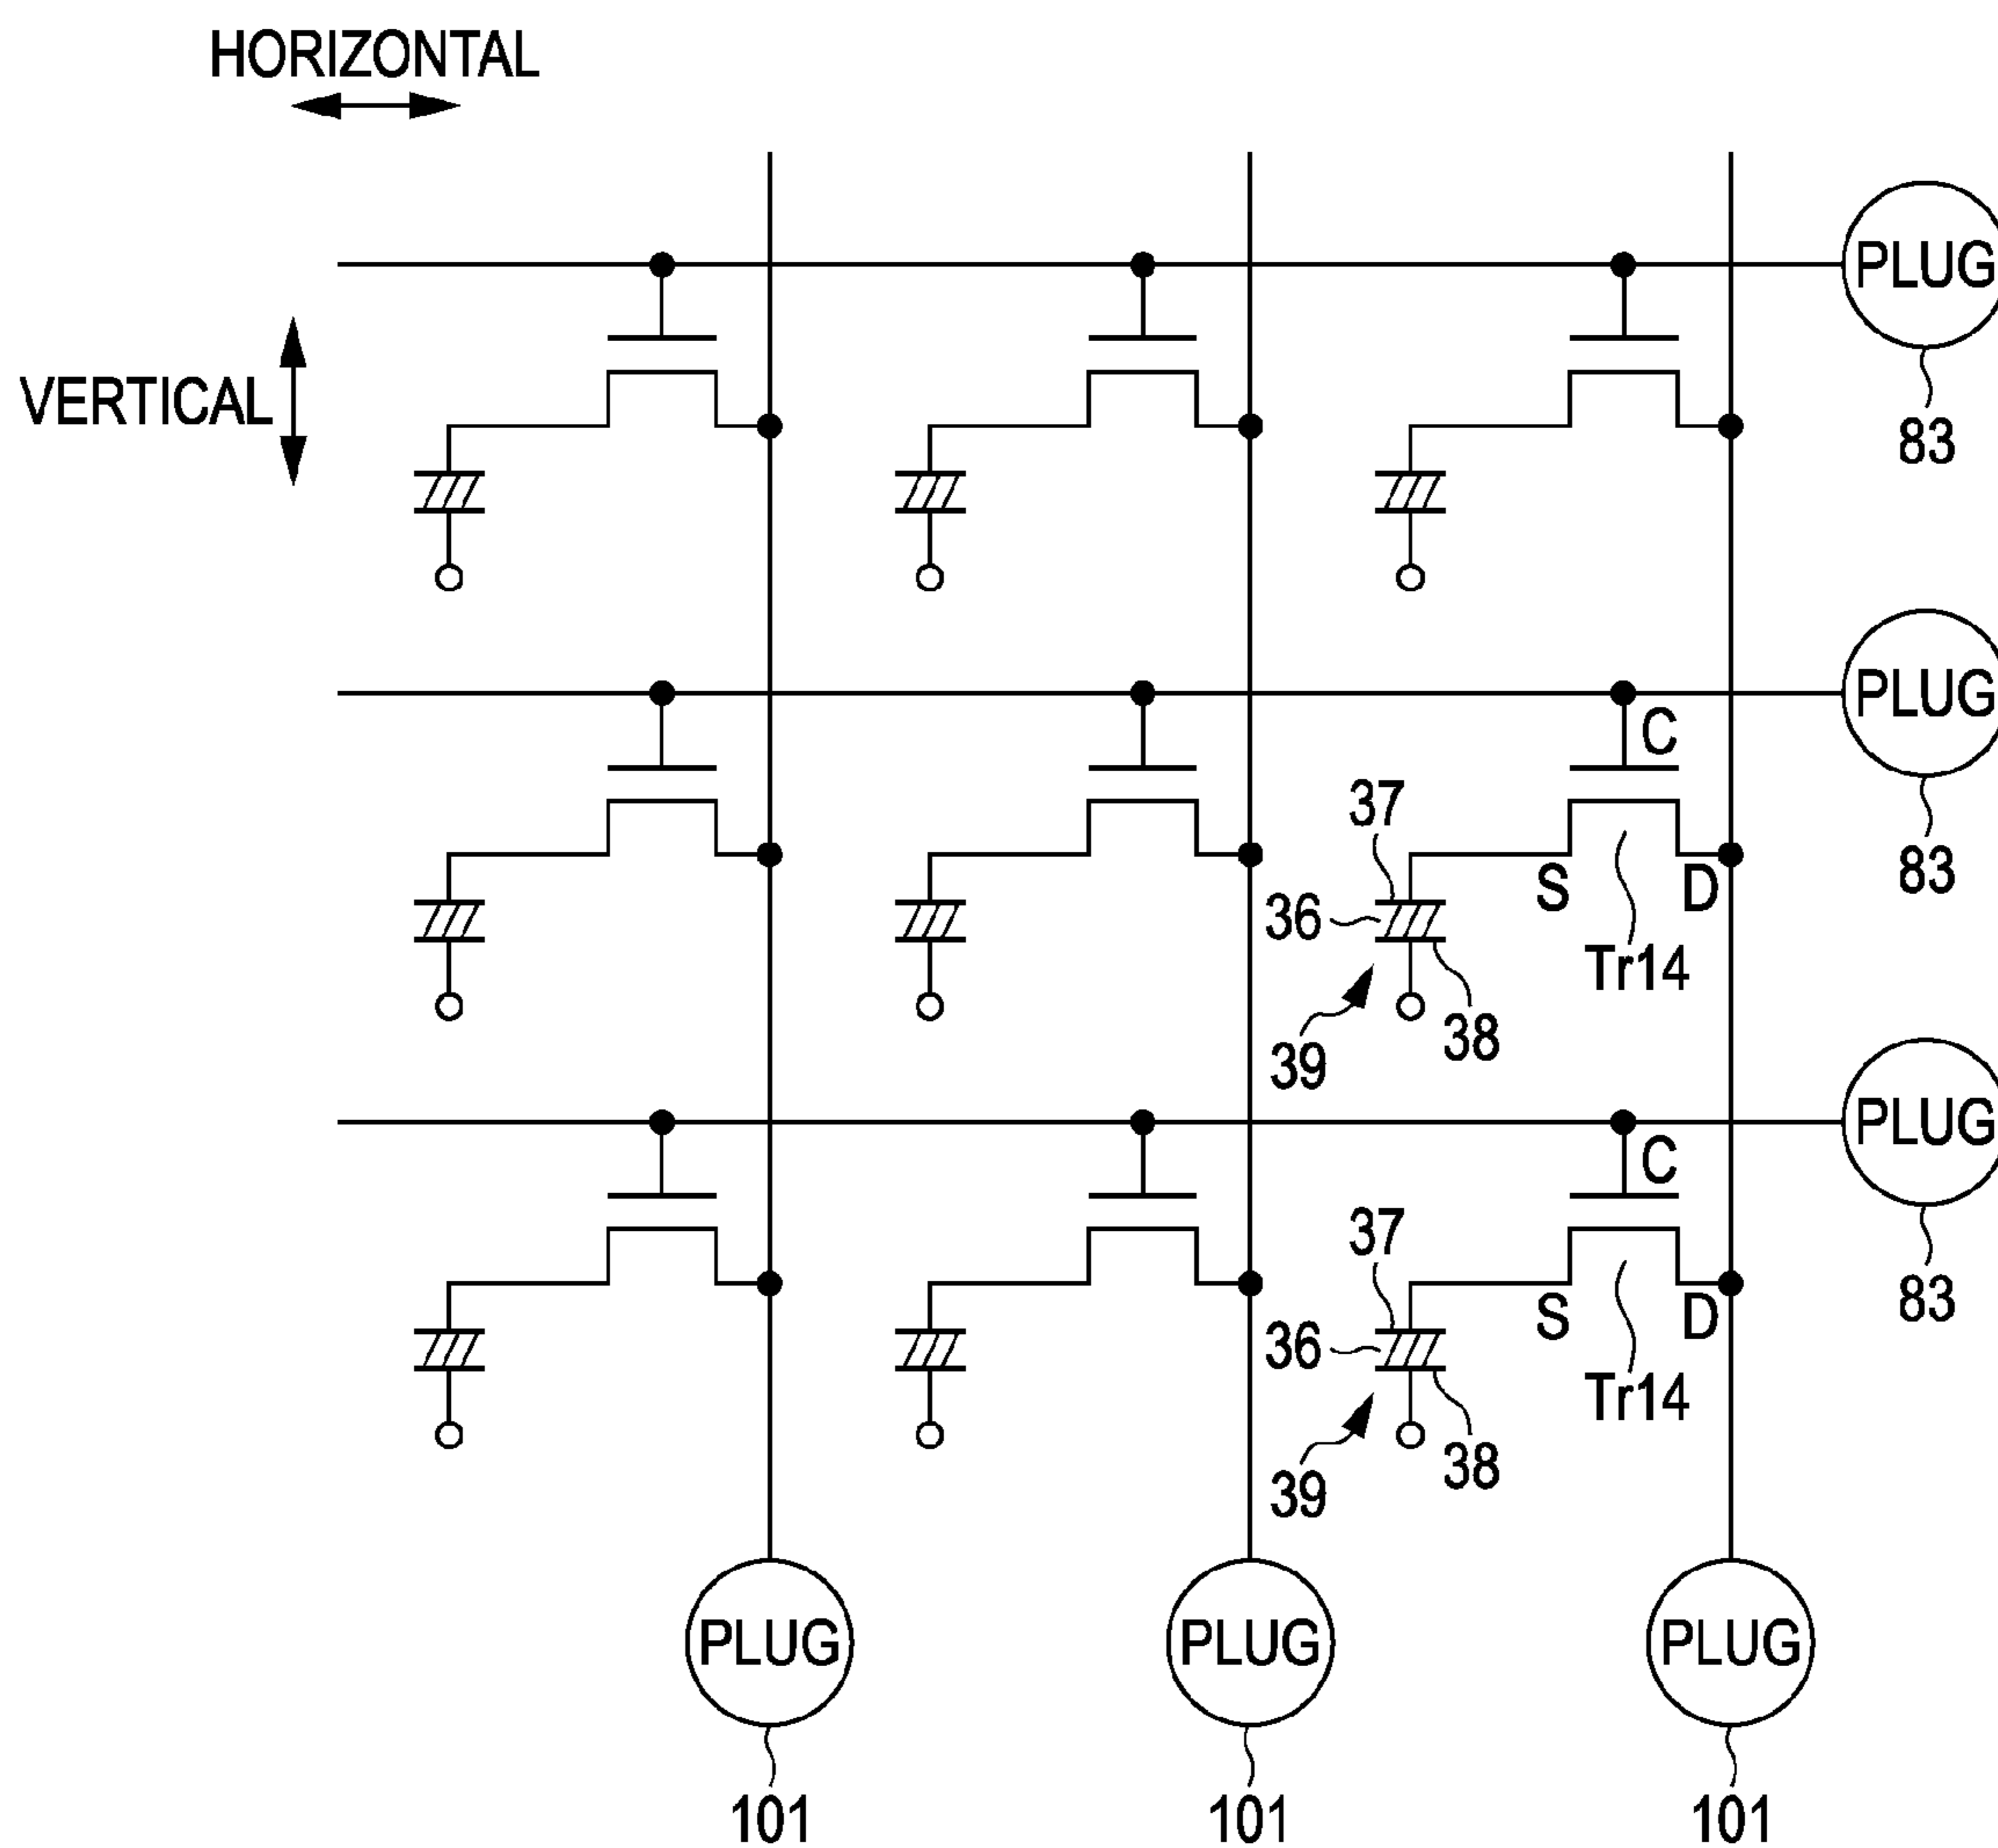 HORIZONTAL
PLUG
VERTICAL
83
PLUG
C
37
S
D
83
36
Tr14
38
39
PLUG
C
37
S
D
83
36
Tr14
38
39
PLUG
PLUG
PLUG
101
101
101